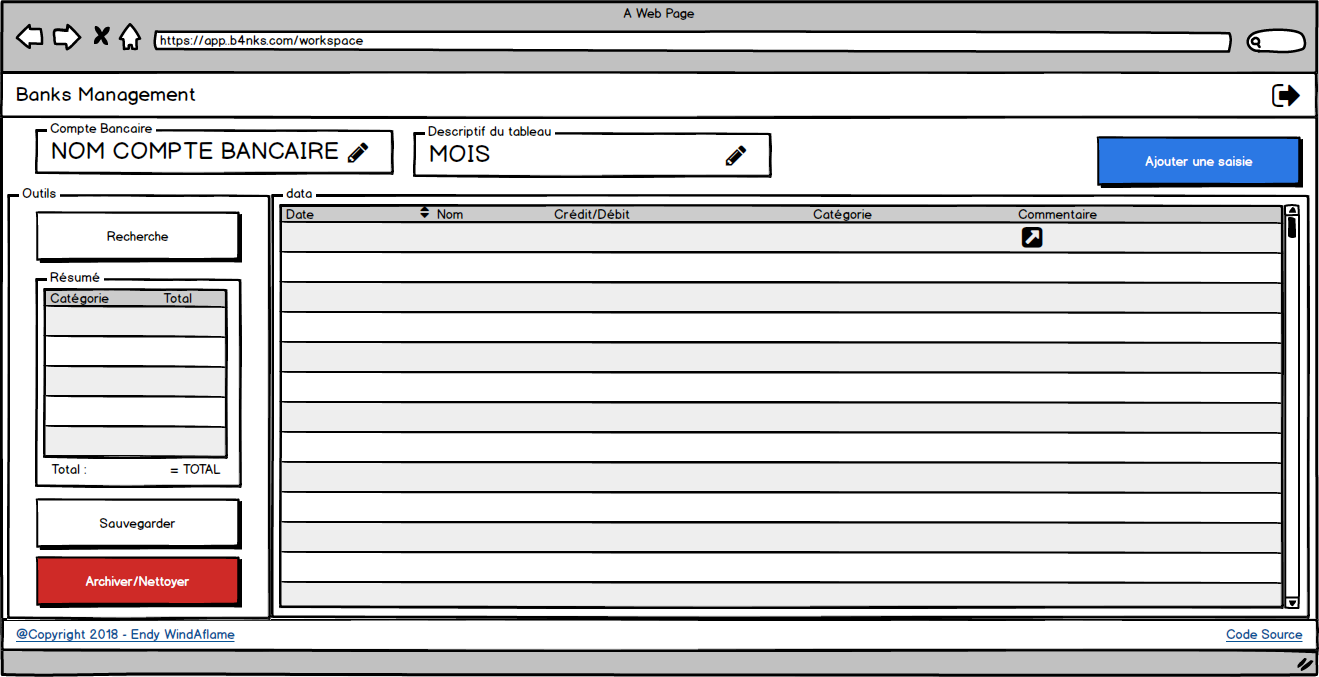 A Web Page
https://app.b4nks.com/workspace
Banks Management
Compte Bancaire
NOM COMPTE BANCAIRE
Descriptif du tableau
MOIS
Ajouter une saisie
Outils
Recherche
Résumé
Catégorie Total
Total : = TOTAL
Sauvegarder
Archiver/Nettoyer
data
Date Nom Crédit/Débit Catégorie Commentaire
@Copyright 2018 - Endy WindAflame
Code Source